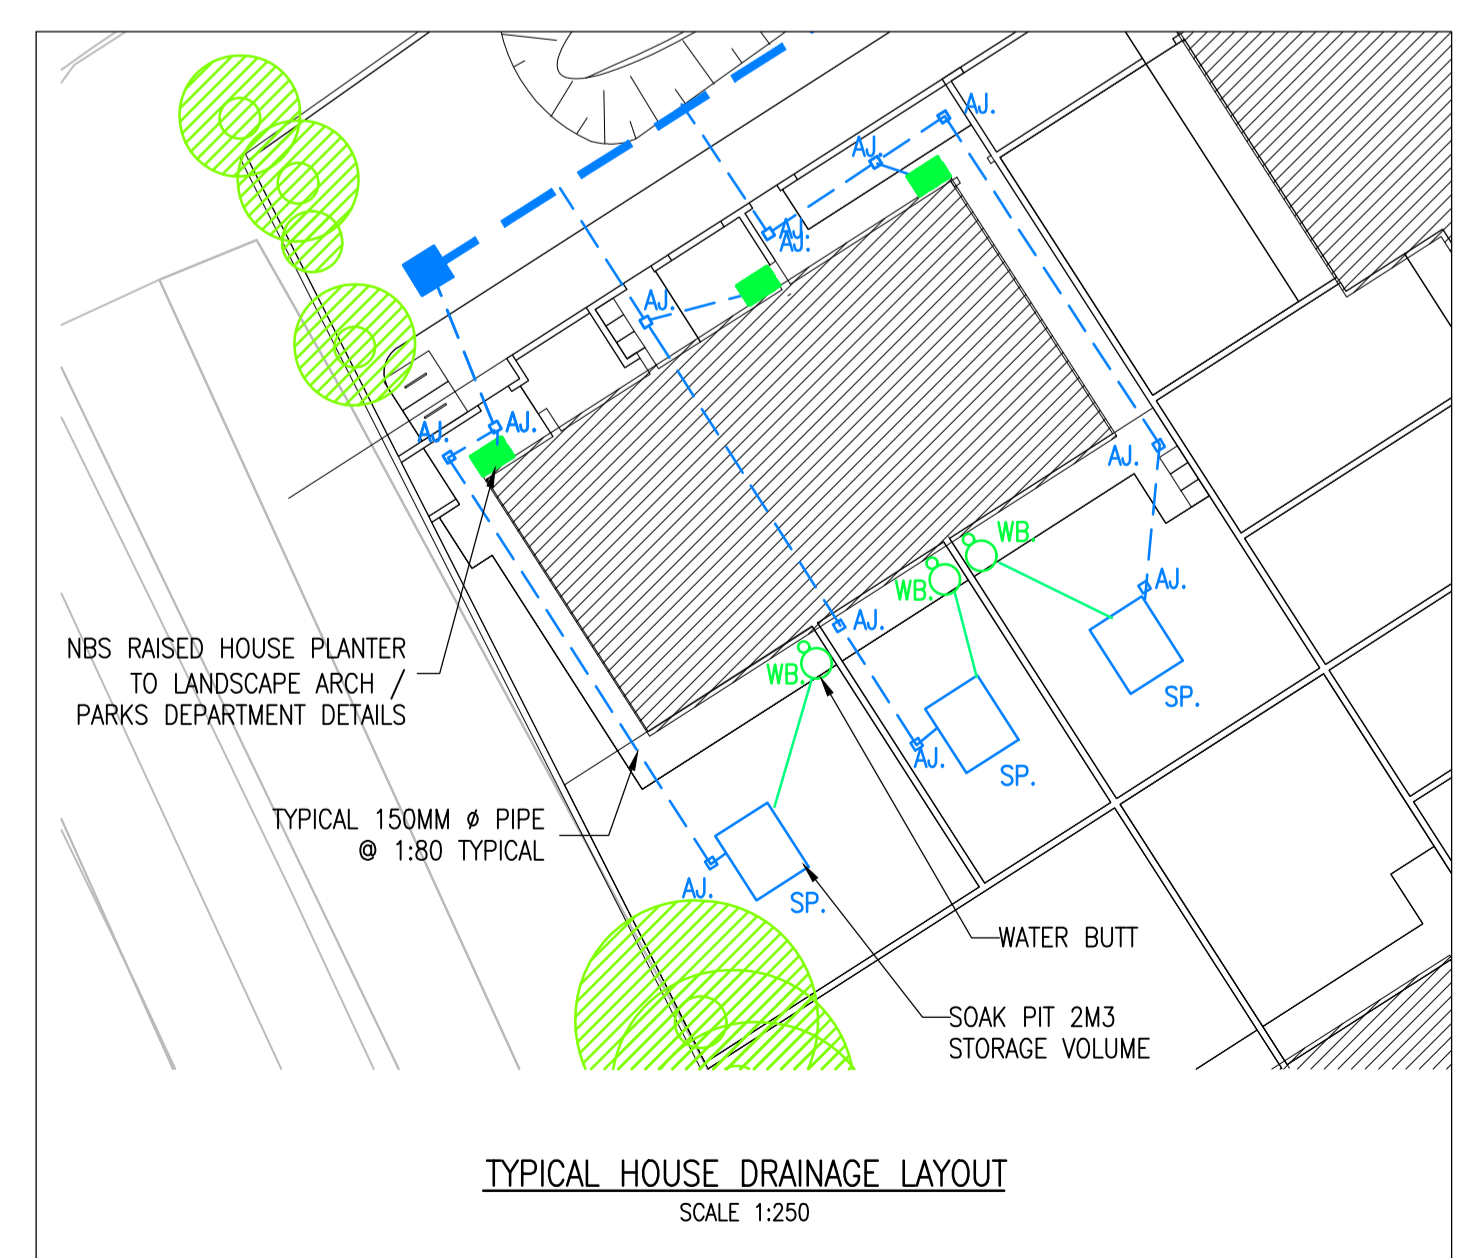 AJ.
AJ.
AJ.
AJ.
AJ.
AJ.
AJ.
AJ.
WB.
WB.
AJ.
AJ.
WB.
SP.
NBS RAISED HOUSE PLANTER
TO LANDSCAPE ARCH /
PARKS DEPARTMENT DETAILS
AJ.
SP.
TYPICAL 150MM Ø PIPE
@ 1:80 TYPICAL
AJ.
SP.
WATER BUTT
SOAK PIT 2M3
STORAGE VOLUME
TYPICAL HOUSE DRAINAGE LAYOUT
SCALE 1:250